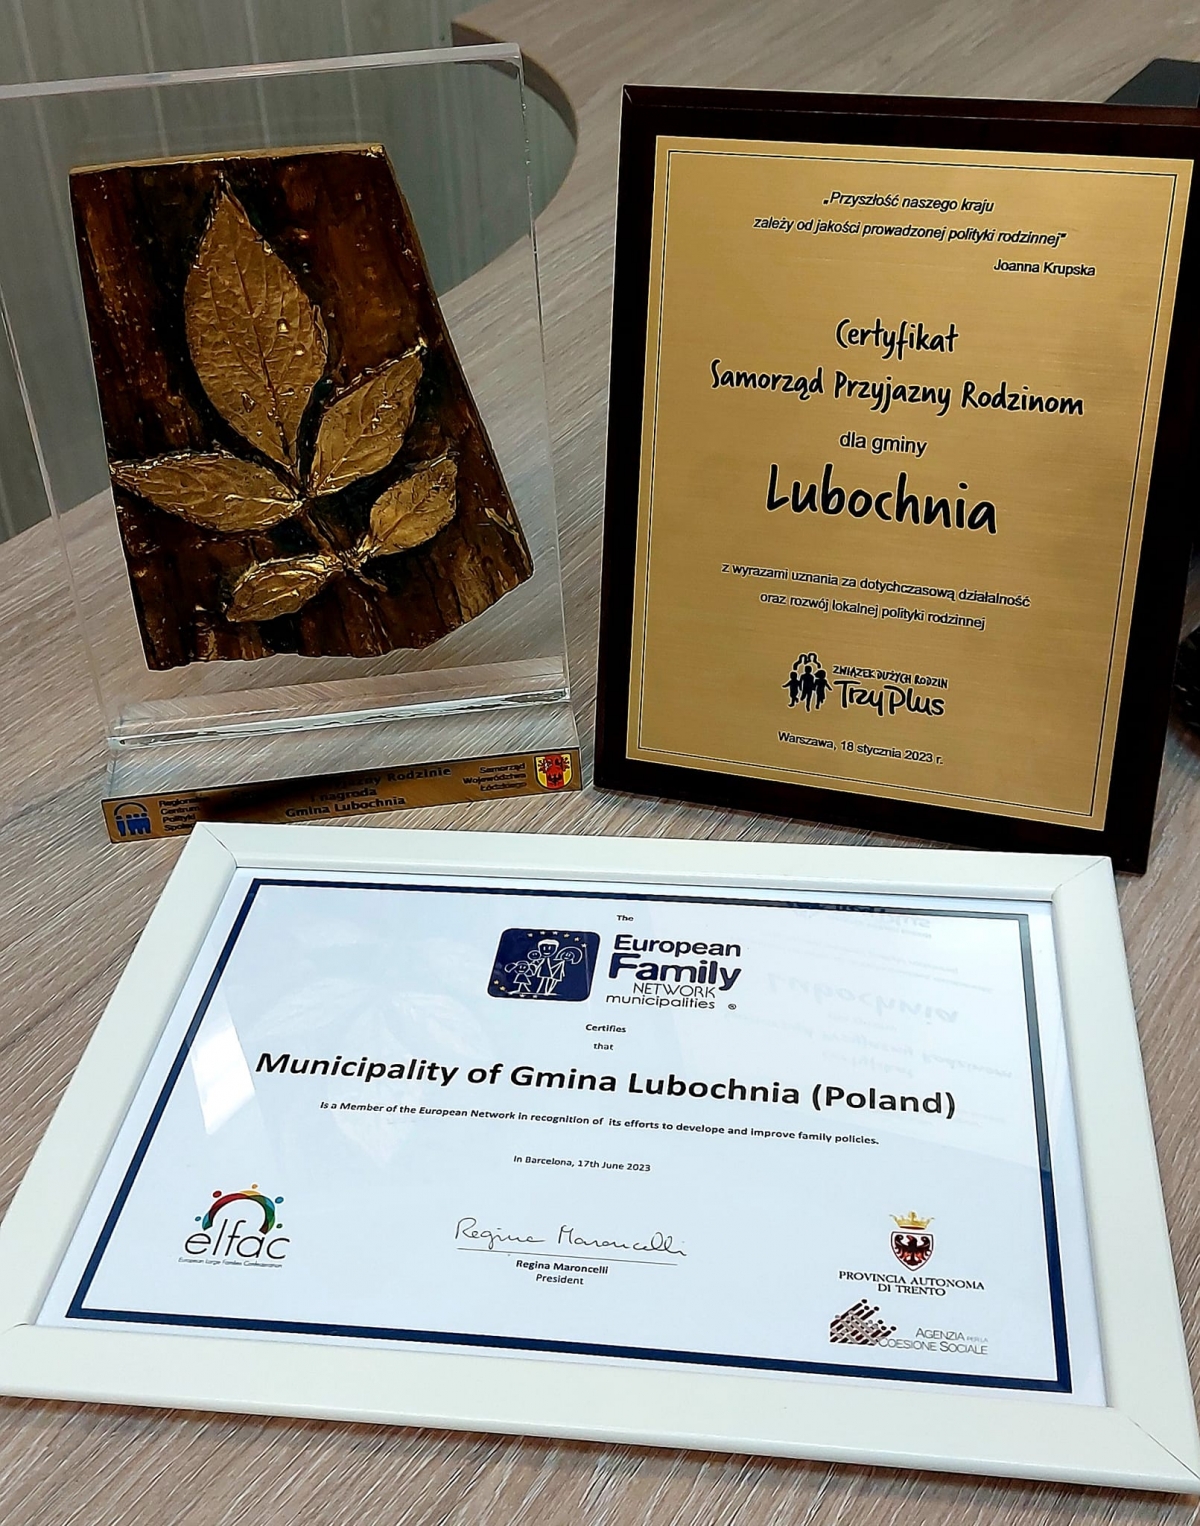 „Przyszłość naszego kraju
zależy od jakości prowadzonej polityki rodzinnej”
Joanna Krupska
Certyfikat
Samorząd Przyjazny Rodzinom
dla gminy
Lubochnia
z wyrazami uznania za dotychczasową działalność
oraz rozwój lokalnej polityki rodzinnej
ZWIĄZEK DUŻYCH RODZIN
TrzyPlus
Warszawa, 18 stycznia 2023 r.
Centrum
Polityki
Rodzinie
nagroda
Gmina Lubochnia
Samorząd
Województwa
Łódzkiego
The
European
Family
NETWORK
municipalities ®
Certifies
that
Municipality of Gmina Lubochnia (Poland)
Is a Member of the European Network in recognition of its efforts to develope and improve family policies.
In Barcelona, 17th June 2023
elfac
European Large Families Confederation
Regina Maroncelli
Regina Maroncelli
President
PROVINCIA AUTONOMA
DI TRENTO
AGENZIA PER LA
COESIONE SOCIALE